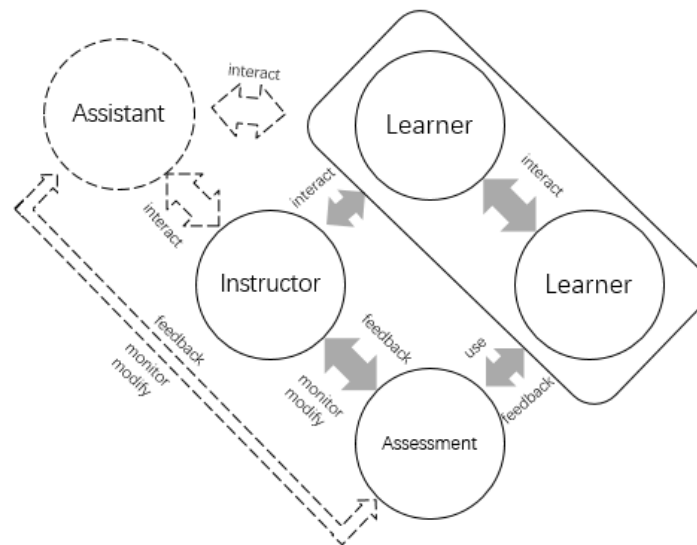 interact
Assistant
Learner
interact
interact
interact
Instructor
Learner
feedback
monitor
modify
feedback
monitor
modify
use
feedback
Assessment